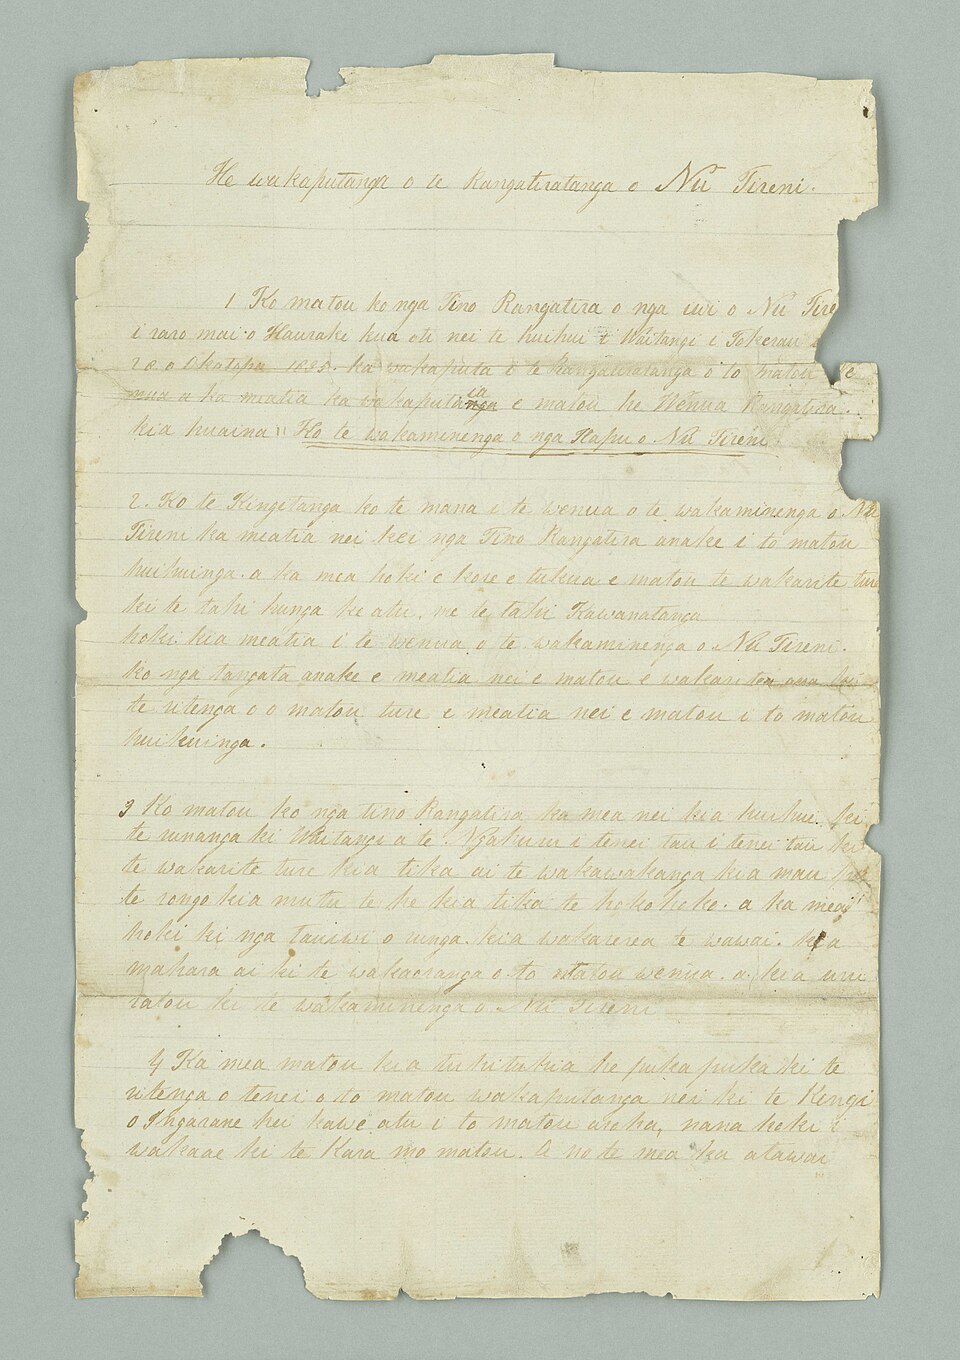 He wakaputanga o te Rangatiratanga o Nu Tireni.
1 Ko matou ko nga Tino Rangatira o nga iwi o Nu Tire
i raro mai o Hauraki kua oti nei te huihui i Waitangi i Tokerau
28 o Oketopa 1835. ka wakaputa i te Rangatiratanga o to matou we
nua a ka meatia ka wakaputaia e matou he Wenua Rangatira.
kia huaina "Ko te wakaminenga o nga Hapu o Nu Tireni
2. Ko te Kingitanga ko te mana i te wenua o te wakaminenga o Nu
Tireni ka meatia nei kei nga Tino Rangatira anake i to matou
huihuinga. a ka mea hoki e kore e tukua e matou te wakarite ture
ki te tahi hunga ke atu, me te tahi Kawanatanga
hoki kia meatia i te wenua o te wakaminenga o Nu Tireni.
ko nga tangata anake e meatia nei e matou e wakarite ana ki
te ritenga o o matou ture e meatia nei e matou i to matou
huihuinga.
3 Ko matou ko nga tino Rangatira ka mea nei kia huihui ki
te runanga ki Waitangi a te Ngahuru i tenei tau i tenei tau ki
te wakarite ture kia tika ai te wakawakanga kia mau
te rongo kia mutu te he kia tika te hokohoko. a ka mea
hoki ki nga tauiwi o runga. kia wakarerea te wawai. kia
mahara ai ki te wakaoranga o to matou wenua. a kia uru
ratou ki te wakaminenga o Nu Tireni
4 Ka mea matou kia tuhituhia he pukapuka ki te
ritenga o tenei o to matou wakaputanga nei ki te Kingi
o Ingarane hei kawe atu i to matou aroha, nana hoki i
wakaae ki te Kara mo matou. A no te mea ka atawai